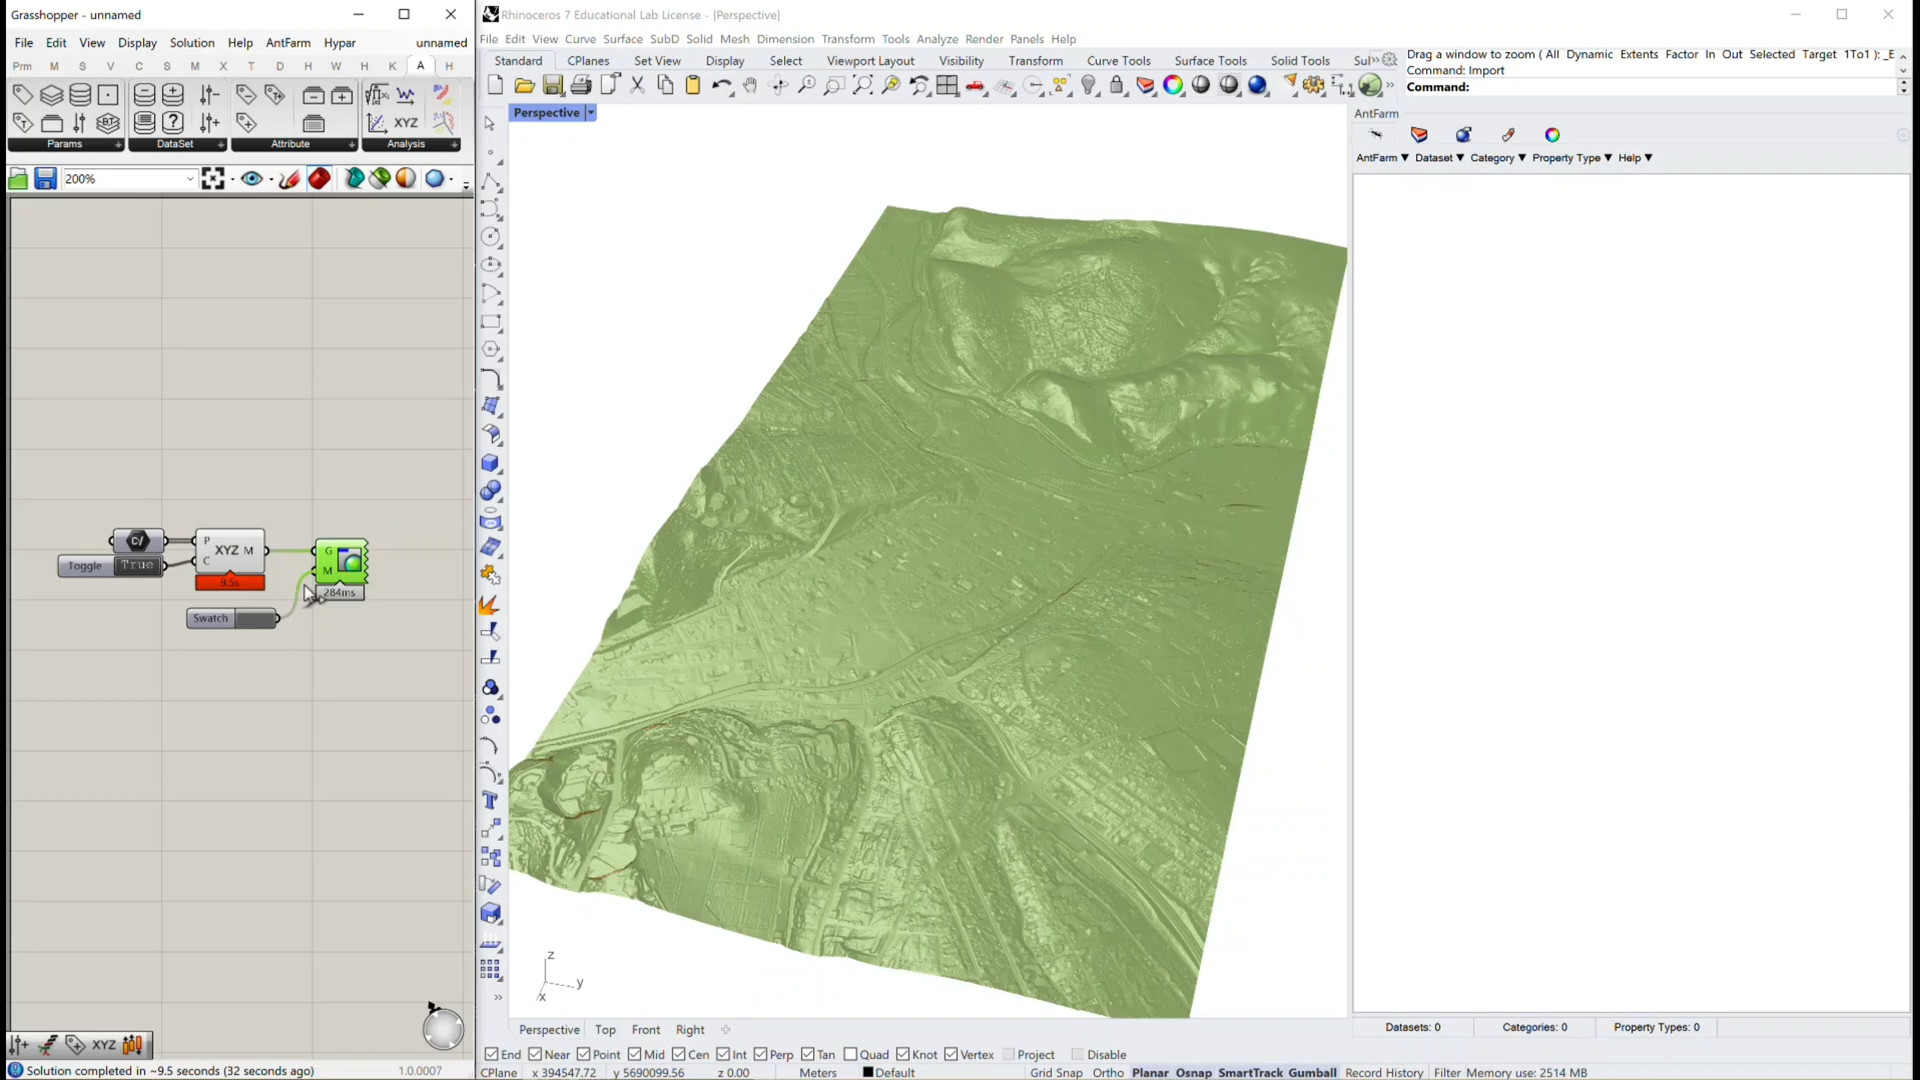 Grasshopper - unnamed
File Edit View Display Solution Help AntFarm Hypar unnamed
Prm M S V C S M X T D H W H K A H
XYZ
Params DataSet Attribute Analysis
200%
C/
Toggle True
P
C
XYZ M
9.5s
G
M
284ms
Swatch
XYZ
Solution completed in ~9.5 seconds (32 seconds ago) 1.0.0007
Rhinoceros 7 Educational Lab License - [Perspective]
File Edit View Curve Surface SubD Solid Mesh Dimension Transform Tools Analyze Render Panels Help
Standard CPlanes Set View Display Select Viewport Layout Visibility Transform Curve Tools Surface Tools Solid Tools Sul
Drag a window to zoom ( All Dynamic Extents Factor In Out Selected Target 1To1 ): _E
Command: Import
Command:
Perspective
z
y
x
Perspective Top Front Right
AntFarm
AntFarm Dataset Category Property Type Help
Datasets: 0 Categories: 0 Property Types: 0
End Near Point Mid Cen Int Perp Tan Quad Knot Vertex Project Disable
CPlane x 394547.72 y 5690099.56 z 0.00 Meters Default Grid Snap Ortho Planar Osnap SmartTrack Gumball Record History Filter Memory use: 2514 MB